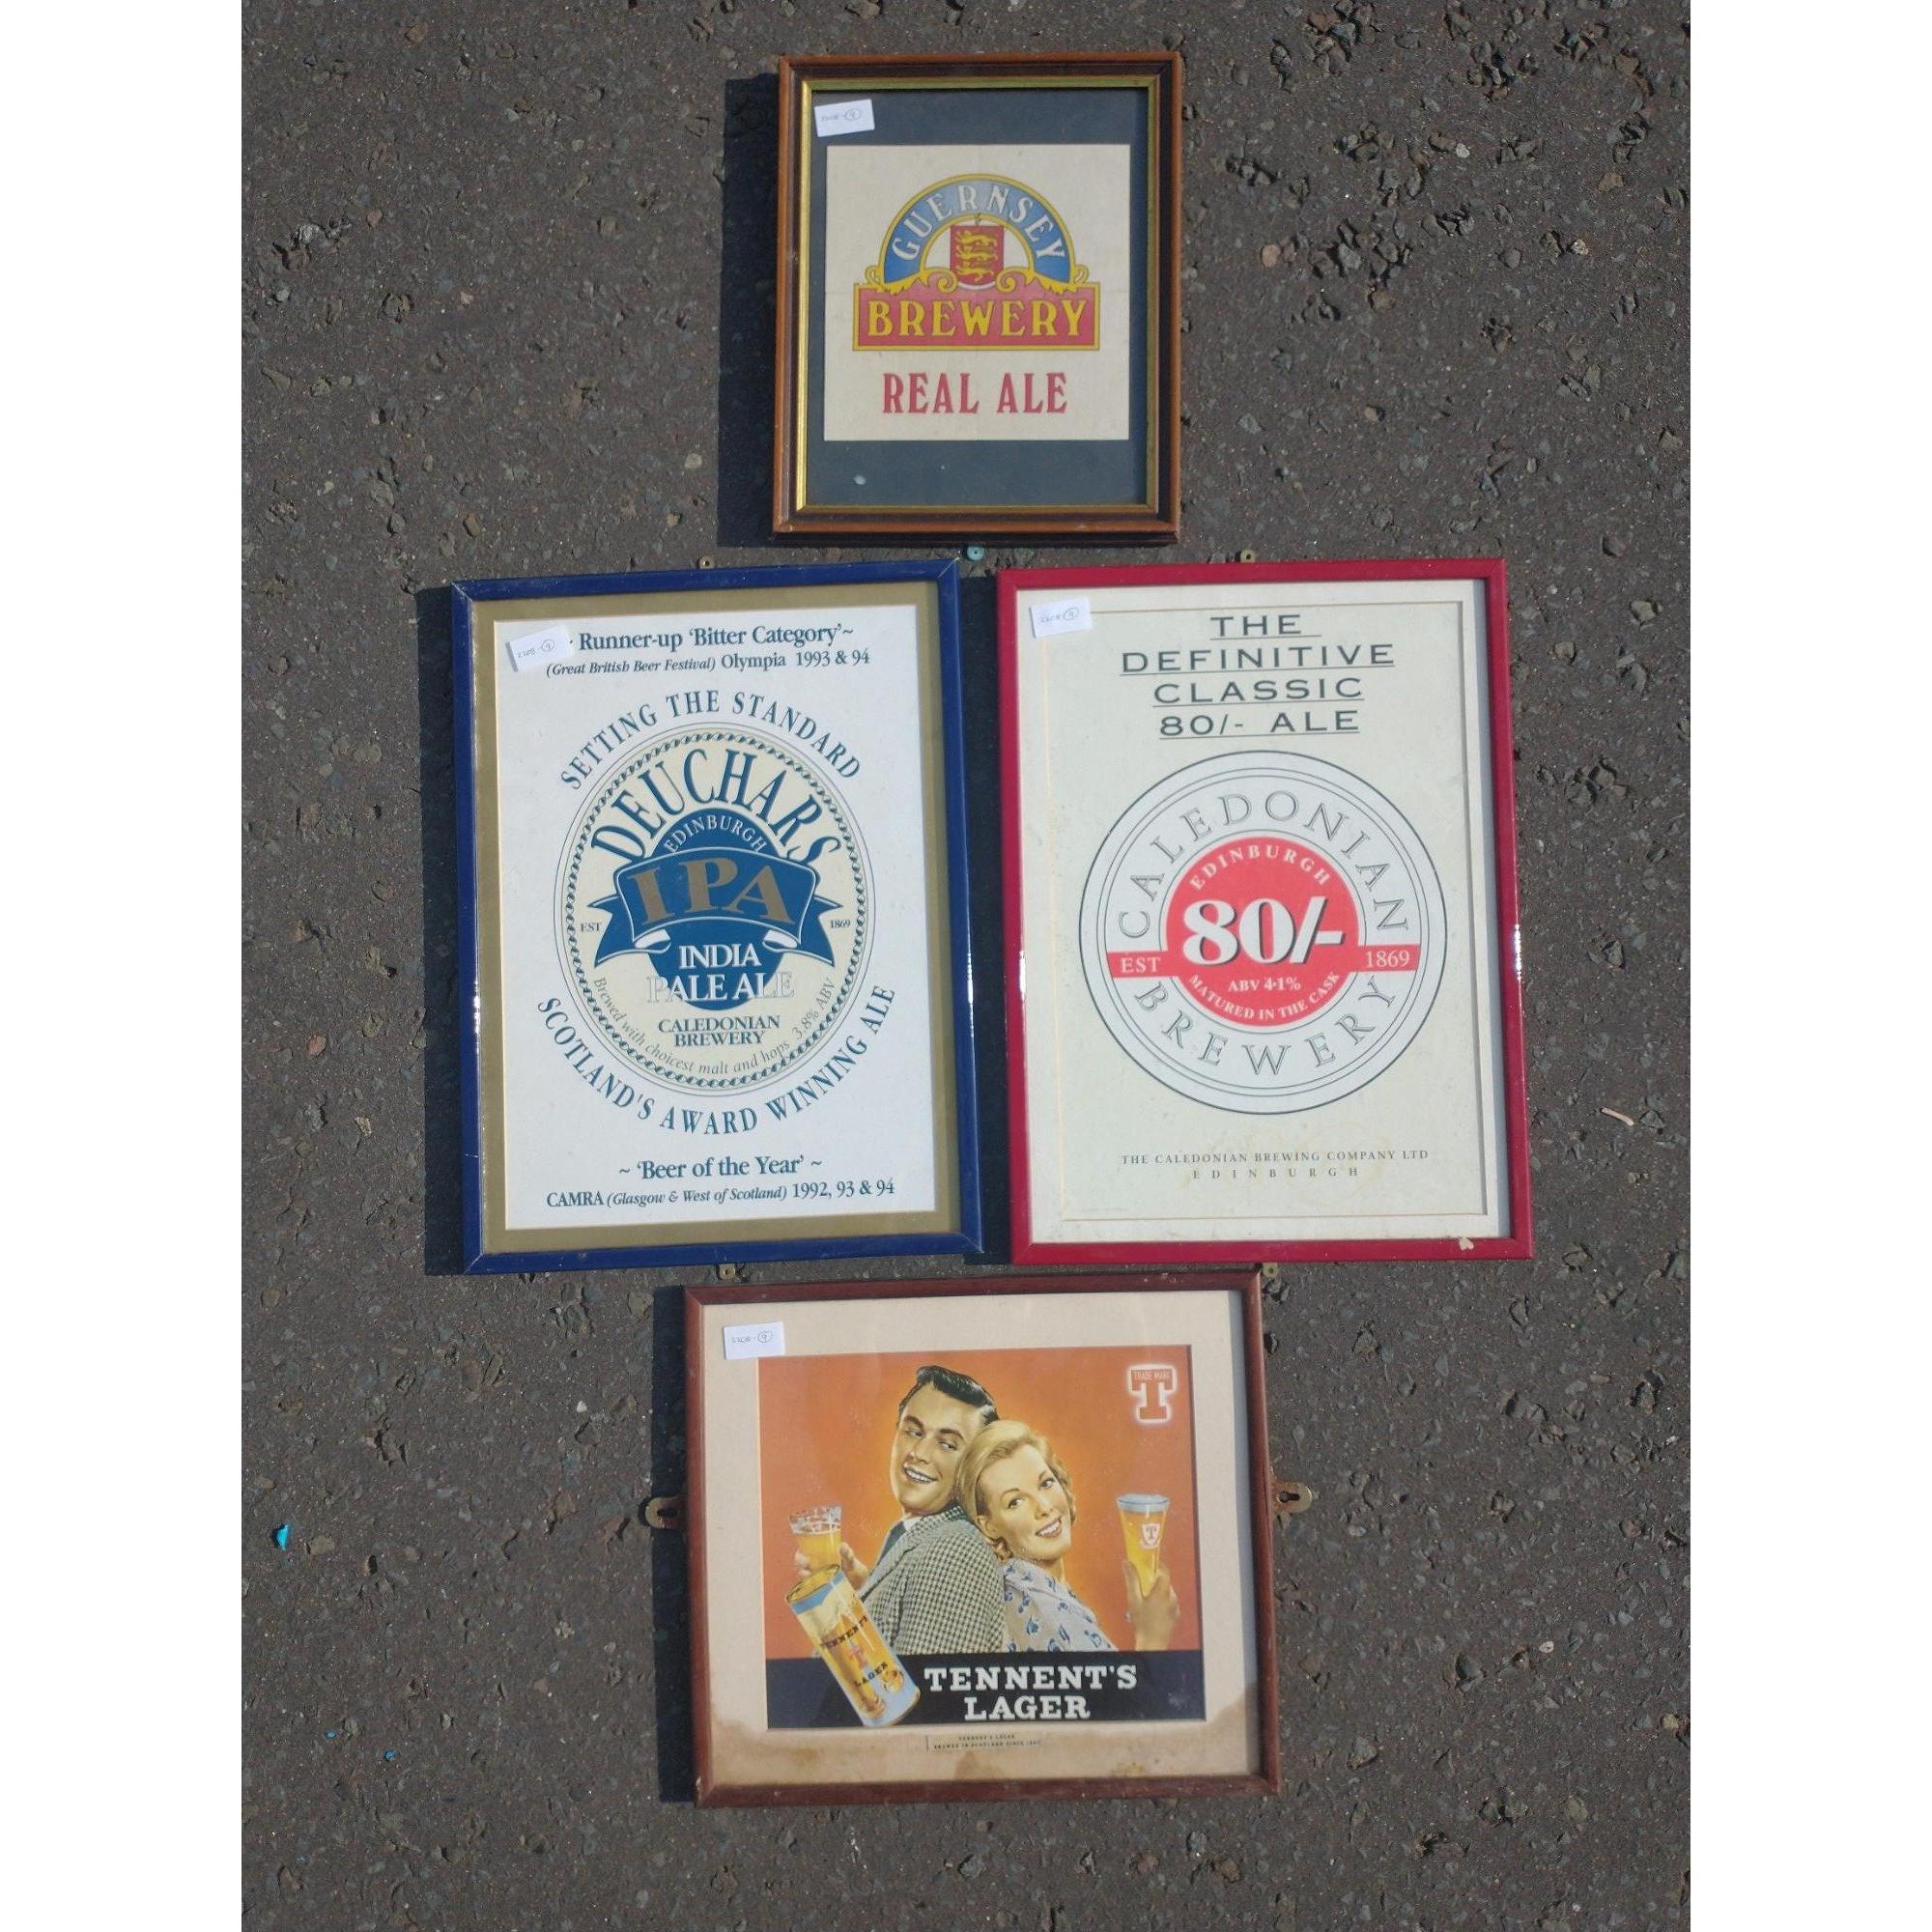 GUERNSEY
BREWERY
REAL ALE
Runner-up 'Bitter Category'~
(Great British Beer Festival) Olympia 1993 & 94
SETTING THE STANDARD
DEUCHARS
EDINBURGH
IPA
EST 1869
INDIA
PALE ALE
CALEDONIAN
BREWERY
Brewed with choicest malt and hops 3.8% ABV
SCOTLAND'S AWARD WINNING ALE
~ 'Beer of the Year' ~
CAMRA (Glasgow & West of Scotland) 1992, 93 & 94
THE
DEFINITIVE
CLASSIC
80/- ALE
CALEDONIAN
EDINBURGH
80/-
EST 1869
ABV 4·1%
MATURED IN THE CASK
BREWERY
THE CALEDONIAN BREWING COMPANY LTD
EDINBURGH
TRADE MARK
T
T
TENNENT'S
T
LAGER
TENNENT'S
LAGER
TENNENT'S LAGER